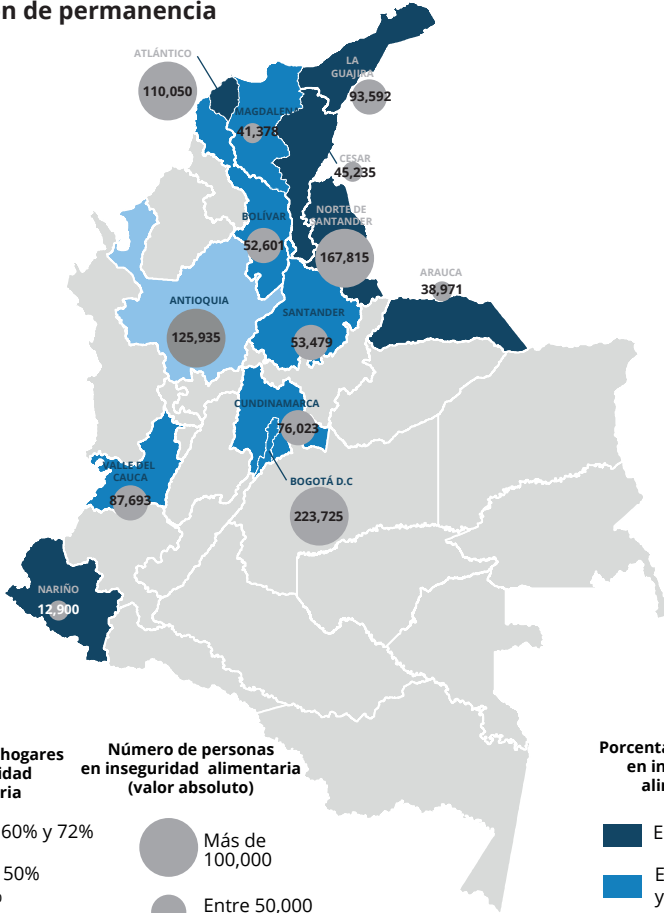 n de permanencia
ATLÁNTICO
110,050
LA
GUAJIRA
93,592
MAGDALENA
41,378
CESAR
45,235
BOLÍVAR
52,601
NORTE DE
SANTANDER
167,815
ARAUCA
38,971
ANTIOQUIA
125,935
SANTANDER
53,479
CUNDINAMARCA
76,023
VALLE DEL
CAUCA
87,693
BOGOTÁ D.C
223,725
NARIÑO
12,900
hogares
idad
ria
60% y 72%
50%
Número de personas
en inseguridad alimentaria
(valor absoluto)
Más de
100,000
Entre 50,000
Porcenta
en in
alin
E
E
y